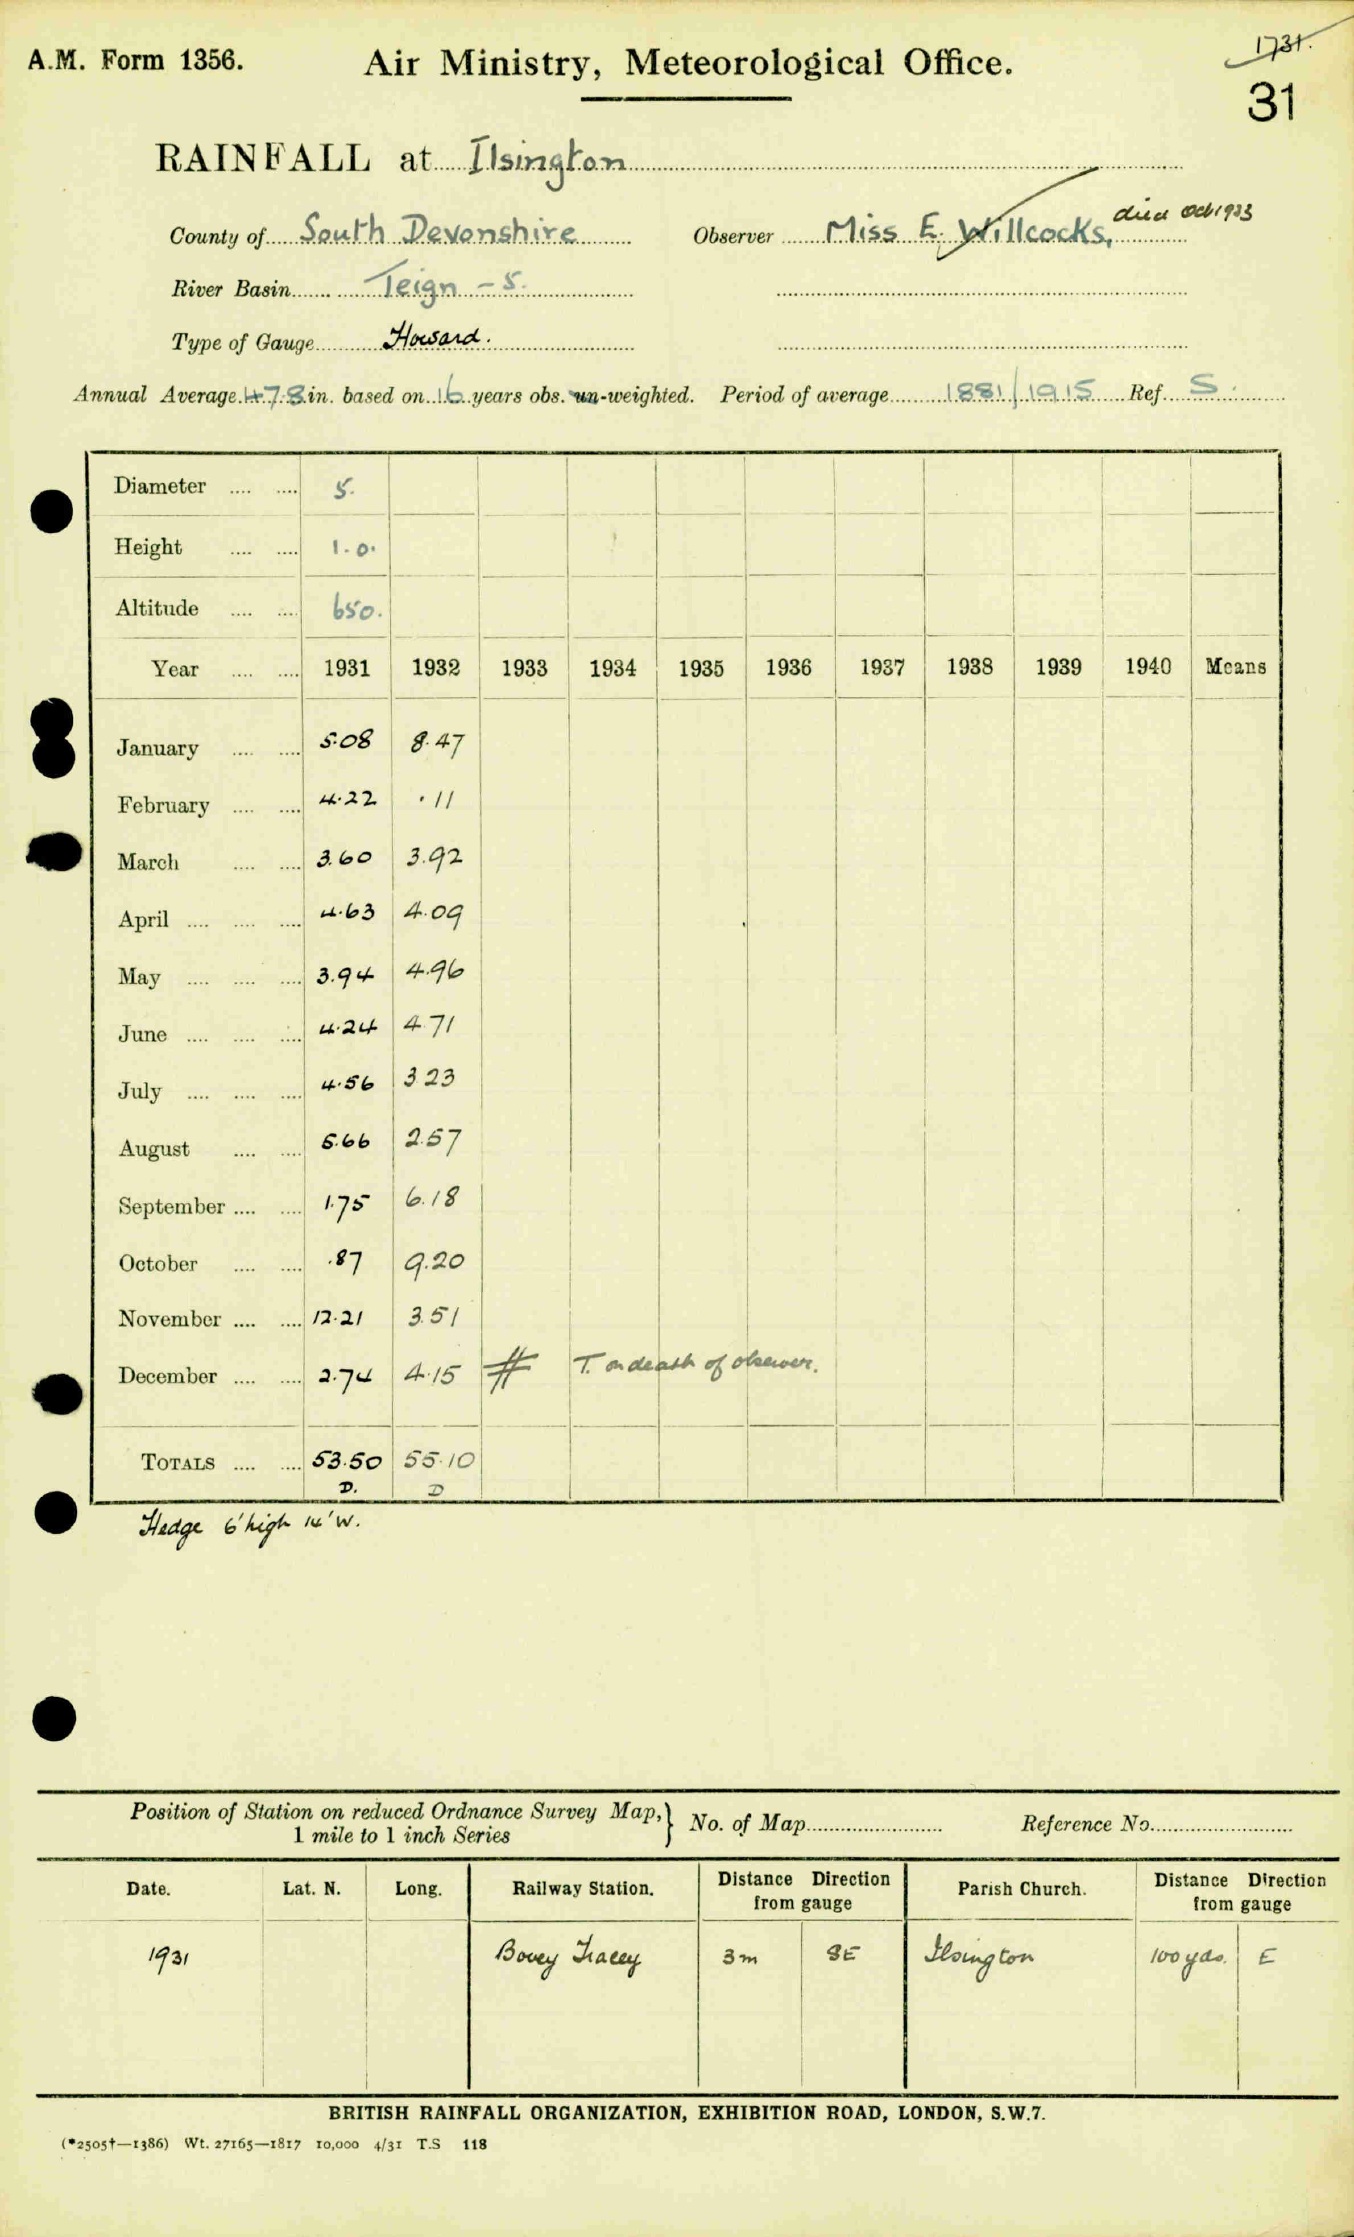 1731.
A.M. Form 1356. Air Ministry, Meteorological Office.
31
RAINFALL at Ilsington
County of South Devonshire Observer Miss E. Willcocks, died Oct 1933
River Basin Teign - 5.
Type of Gauge Howard.
Annual Average 47.8 in. based on 16 years obs. un-weighted. Period of average 1881/1915 Ref. S.
Diameter .... .... 5.
Height .... .... 1.0.
Altitude .... .... 650.
Year .... .... 1931 1932 1933 1934 1935 1936 1937 1938 1939 1940 Means
January .... .... 5.08 8.47
February .... .... 4.22 .11
March .... .... 3.60 3.92
April .... .... .... 4.63 4.09
May .... .... .... 3.94 4.96
June .... .... .... 4.24 4.71
July .... .... .... 4.56 3 23
August .... .... 5.66 2.57
September .... .... 1.75 6.18
October .... .... .87 9.20
November .... .... 12.21 3.51
December .... .... 2.74 4.15 # T. on death of observer.
TOTALS .... .... 53.50 55.10
D. D
Hedge 6' high 14' W.
Position of Station on reduced Ordnance Survey Map, } No. of Map Reference No.
1 mile to 1 inch Series
Date. Lat. N. Long. Railway Station. Distance Direction from gauge Parish Church. Distance Direction from gauge
1931 Bovey Tracey 3m SE Ilsington 100 yds. E
BRITISH RAINFALL ORGANIZATION, EXHIBITION ROAD, LONDON, S.W.7.
(*2505†—1386) Wt. 27165—1817 10,000 4/31 T.S 118